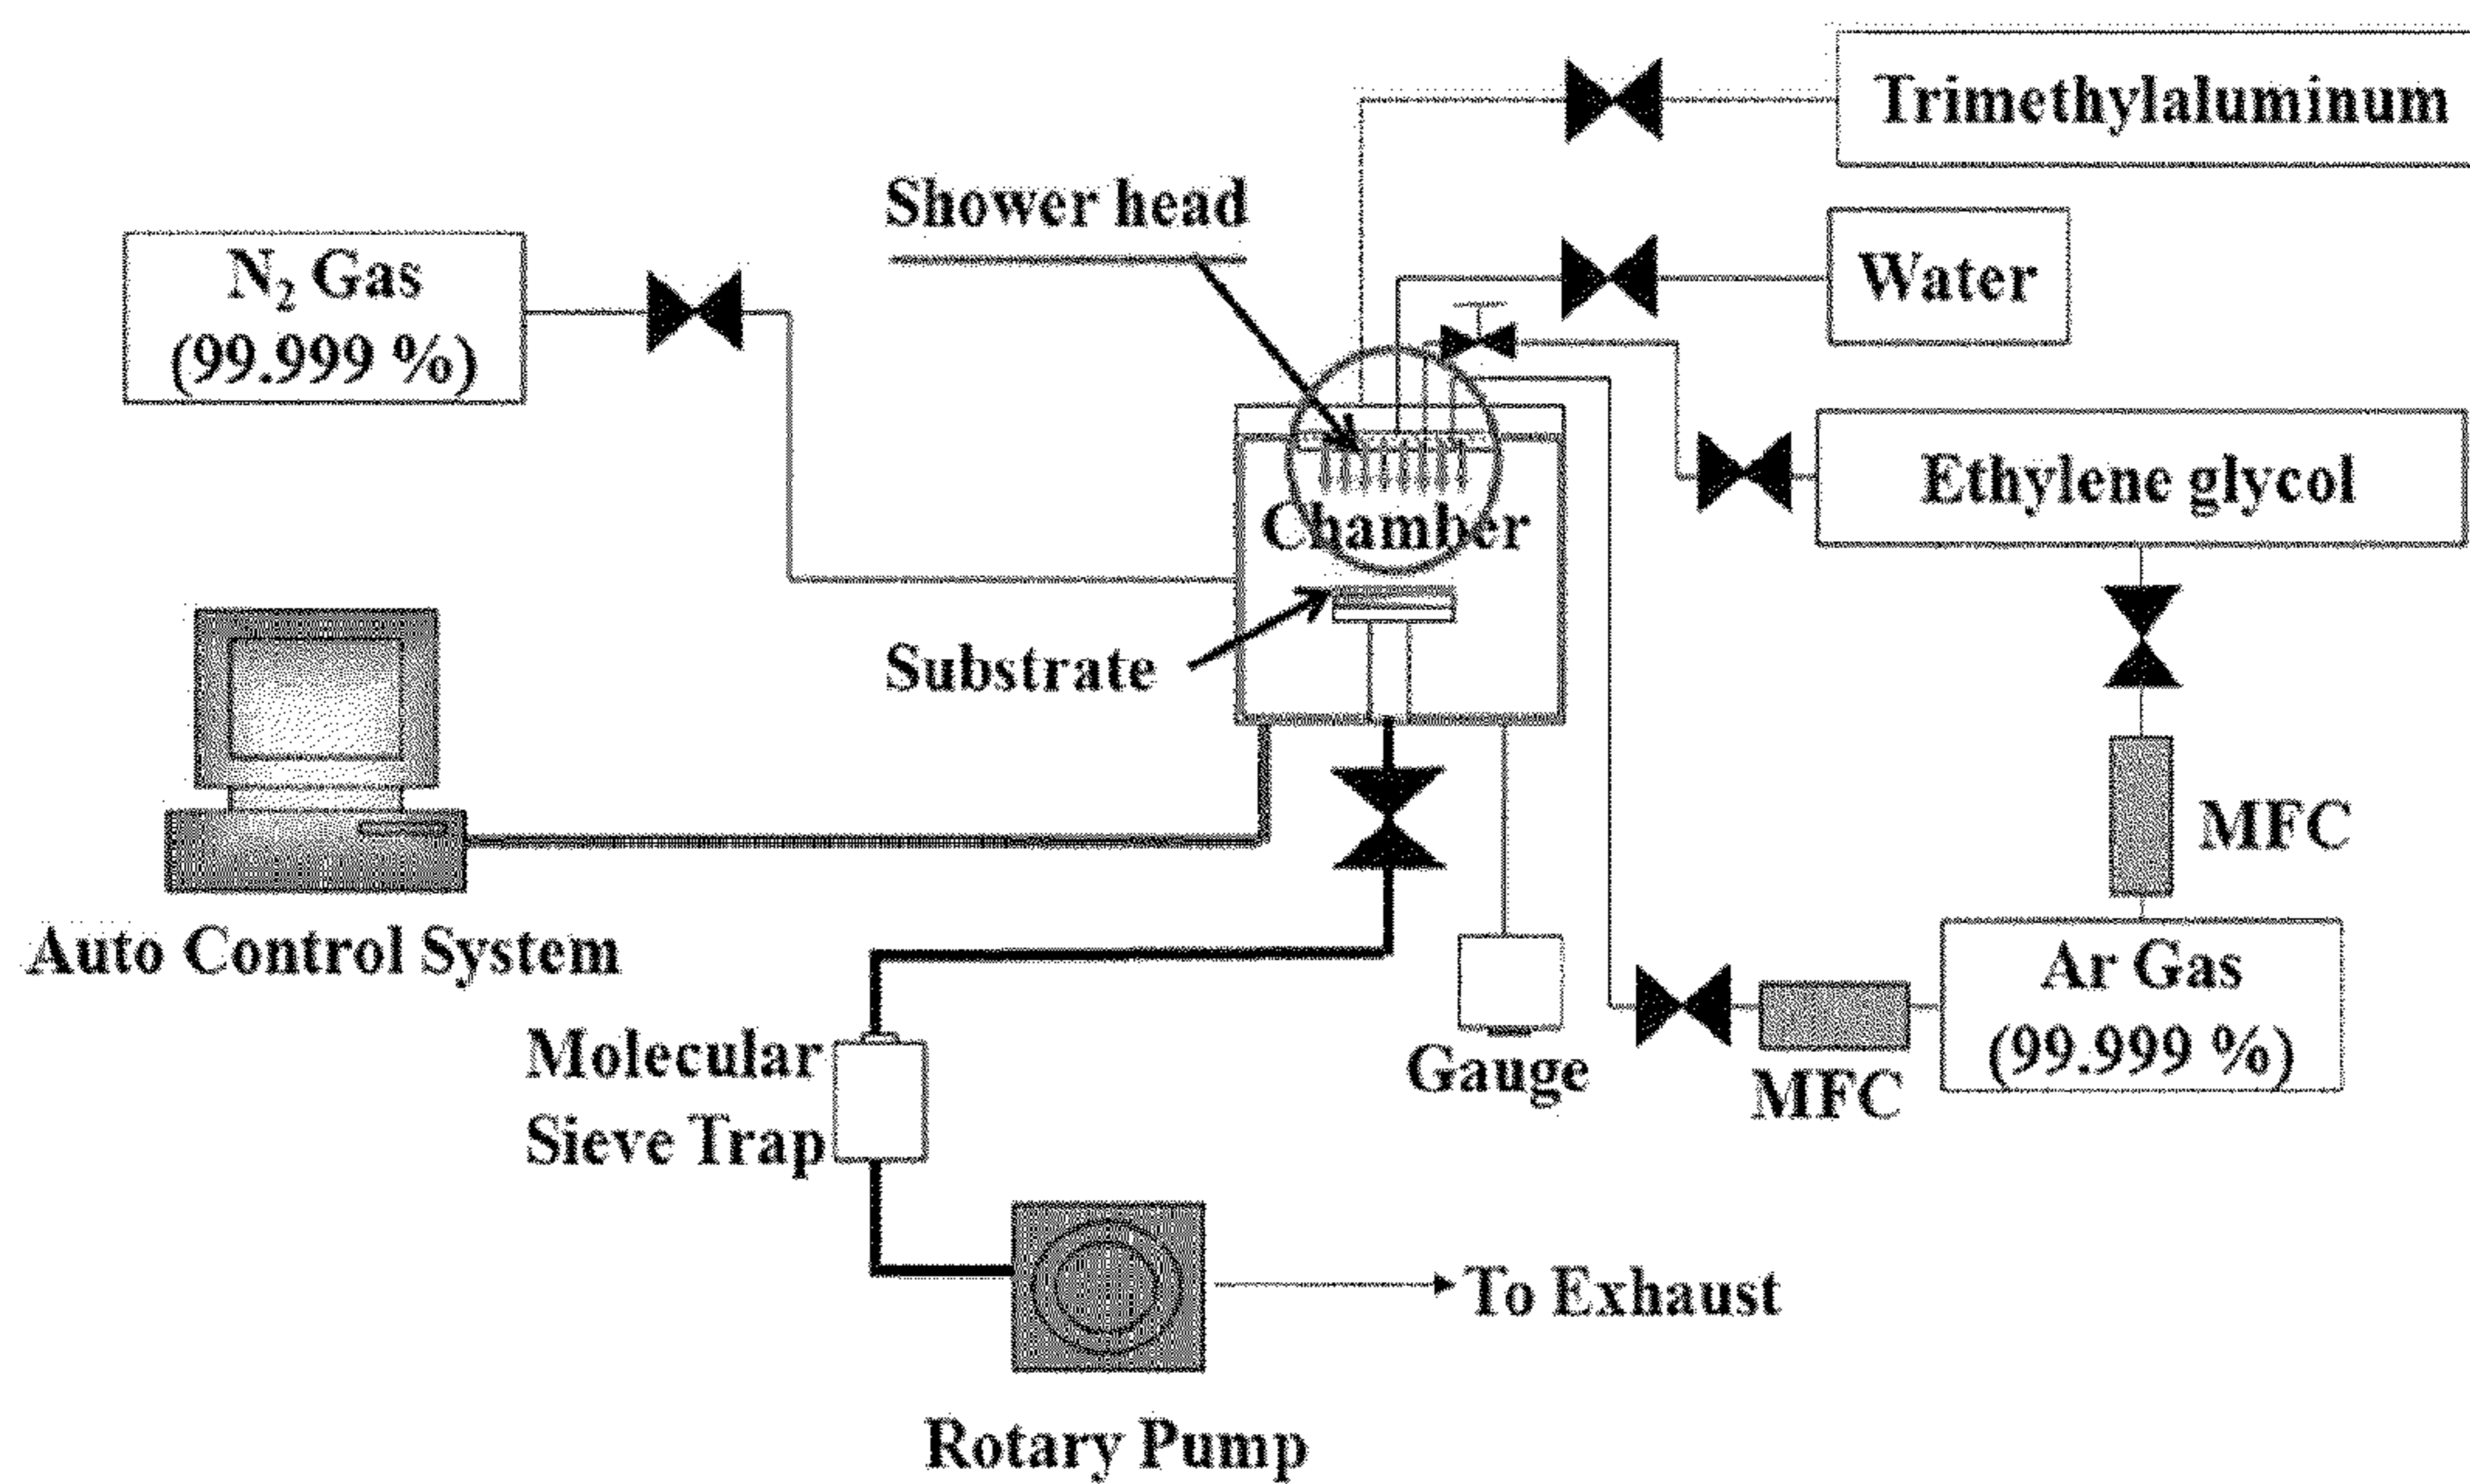 Trimethylaluminum
Shower head
Water
N₂ Gas
(99.999 %)
Ethylene glycol
Chamber
Substrate
MFC
Auto Control System
Ar Gas
(99.999 %)
MFC
Gauge
Molecular
Sieve Trap
To Exhaust
Rotary Pump